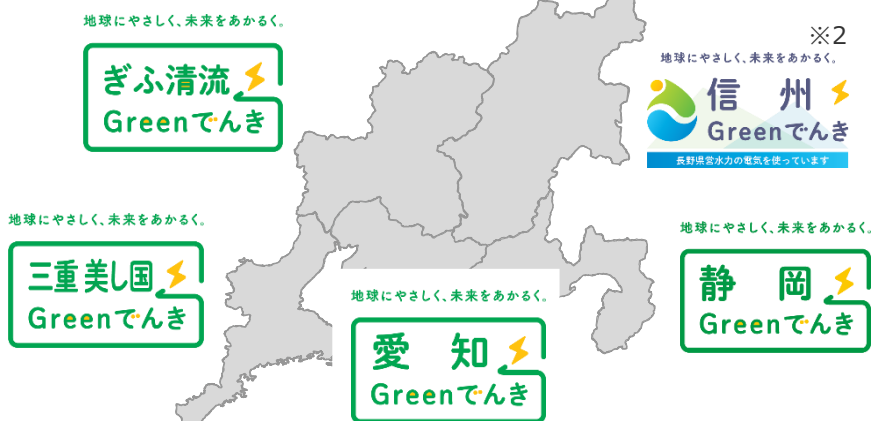 地球にやさしく、未来をあかるく。
ぎふ清流
Greenでんき
※2
地球にやさしく、未来をあかるく。
信州
Greenでんき
長野県営水力の電気を使っています
地球にやさしく、未来をあかるく。
三重美し国
Greenでんき
地球にやさしく、未来をあかるく。
静岡
Greenでんき
地球にやさしく、未来をあかるく。
愛知
Greenでんき